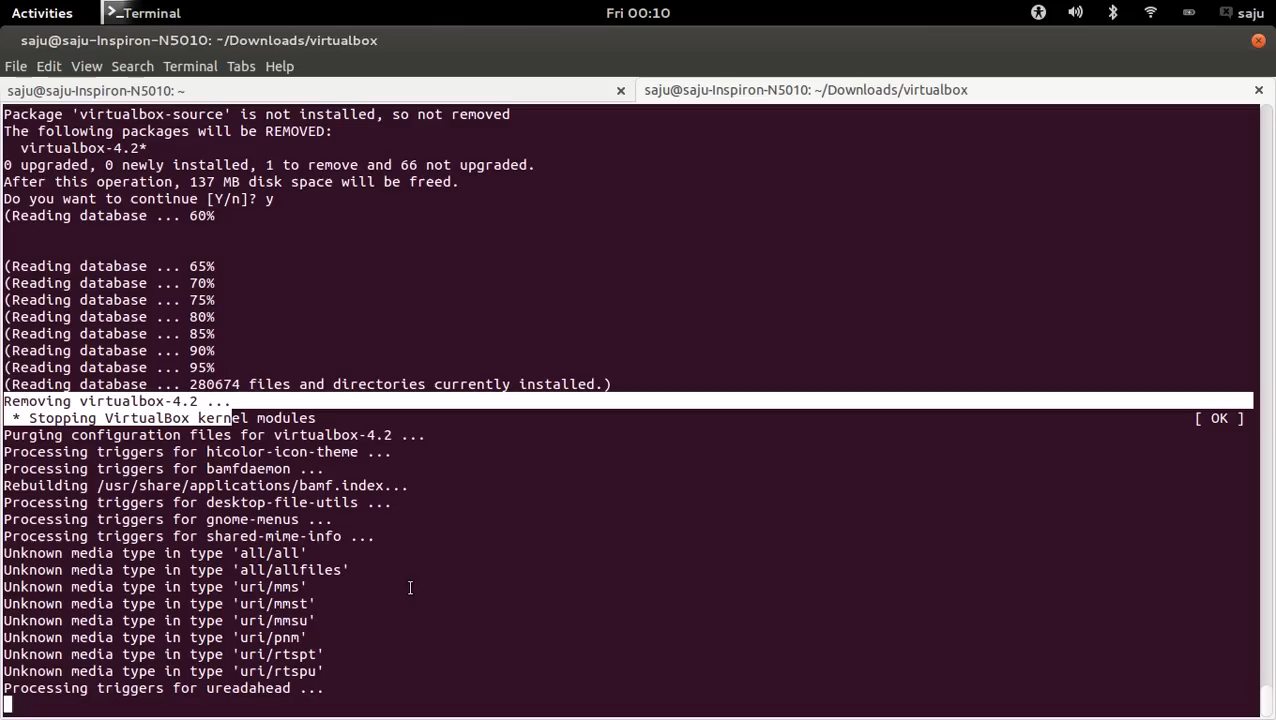 Activities Terminal Fri 00:10 saju
saju@saju-Inspiron-N5010: ~/Downloads/virtualbox
File Edit View Search Terminal Tabs Help
saju@saju-Inspiron-N5010: ~ saju@saju-Inspiron-N5010: ~/Downloads/virtualbox
Package 'virtualbox-source' is not installed, so not removed
The following packages will be REMOVED:
virtualbox-4.2*
0 upgraded, 0 newly installed, 1 to remove and 66 not upgraded.
After this operation, 137 MB disk space will be freed.
Do you want to continue [Y/n]? y
(Reading database ... 60%
(Reading database ... 65%
(Reading database ... 70%
(Reading database ... 75%
(Reading database ... 80%
(Reading database ... 85%
(Reading database ... 90%
(Reading database ... 95%
(Reading database ... 280674 files and directories currently installed.)
Removing virtualbox-4.2 ...
* Stopping VirtualBox kernel modules [ OK ]
Purging configuration files for virtualbox-4.2 ...
Processing triggers for hicolor-icon-theme ...
Processing triggers for bamfdaemon ...
Rebuilding /usr/share/applications/bamf.index...
Processing triggers for desktop-file-utils ...
Processing triggers for gnome-menus ...
Processing triggers for shared-mime-info ...
Unknown media type in type 'all/all'
Unknown media type in type 'all/allfiles'
Unknown media type in type 'uri/mms'
Unknown media type in type 'uri/mmst'
Unknown media type in type 'uri/mmsu'
Unknown media type in type 'uri/pnm'
Unknown media type in type 'uri/rtspt'
Unknown media type in type 'uri/rtspu'
Processing triggers for ureadahead ...